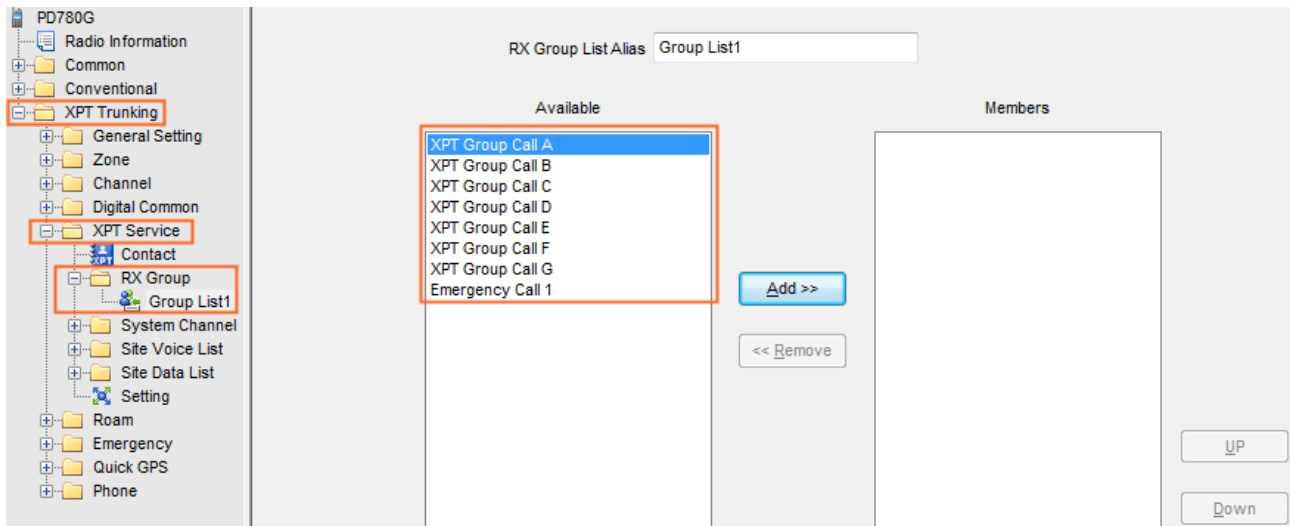 PD780G
Radio Information
Common
Conventional
XPT Trunking
General Setting
Zone
Channel
Digital Common
XPT Service
Contact
RX Group
Group List1
System Channel
Site Voice List
Site Data List
Setting
Roam
Emergency
Quick GPS
Phone
RX Group List Alias Group List1
Available
XPT Group Call A
XPT Group Call B
XPT Group Call C
XPT Group Call D
XPT Group Call E
XPT Group Call F
XPT Group Call G
Emergency Call 1
Add >>
<< Remove
Members
UP
Down